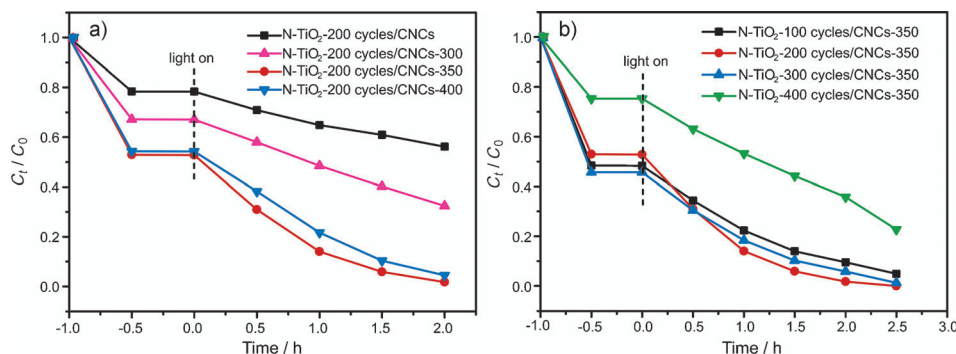 a)
N-TiO₂-200 cycles/CNCs
N-TiO₂-200 cycles/CNCs-300
N-TiO₂-200 cycles/CNCs-350
N-TiO₂-200 cycles/CNCs-400
light on
Cₜ / C₀
1.0
0.8
0.6
0.4
0.2
0.0
-1.0 -0.5 0.0 0.5 1.0 1.5 2.0
Time / h
b)
N-TiO₂-100 cycles/CNCs-350
N-TiO₂-200 cycles/CNCs-350
N-TiO₂-300 cycles/CNCs-350
N-TiO₂-400 cycles/CNCs-350
light on
Cₜ / C₀
1.0
0.8
0.6
0.4
0.2
0.0
-1.0 -0.5 0.0 0.5 1.0 1.5 2.0 2.5 3.0
Time / h